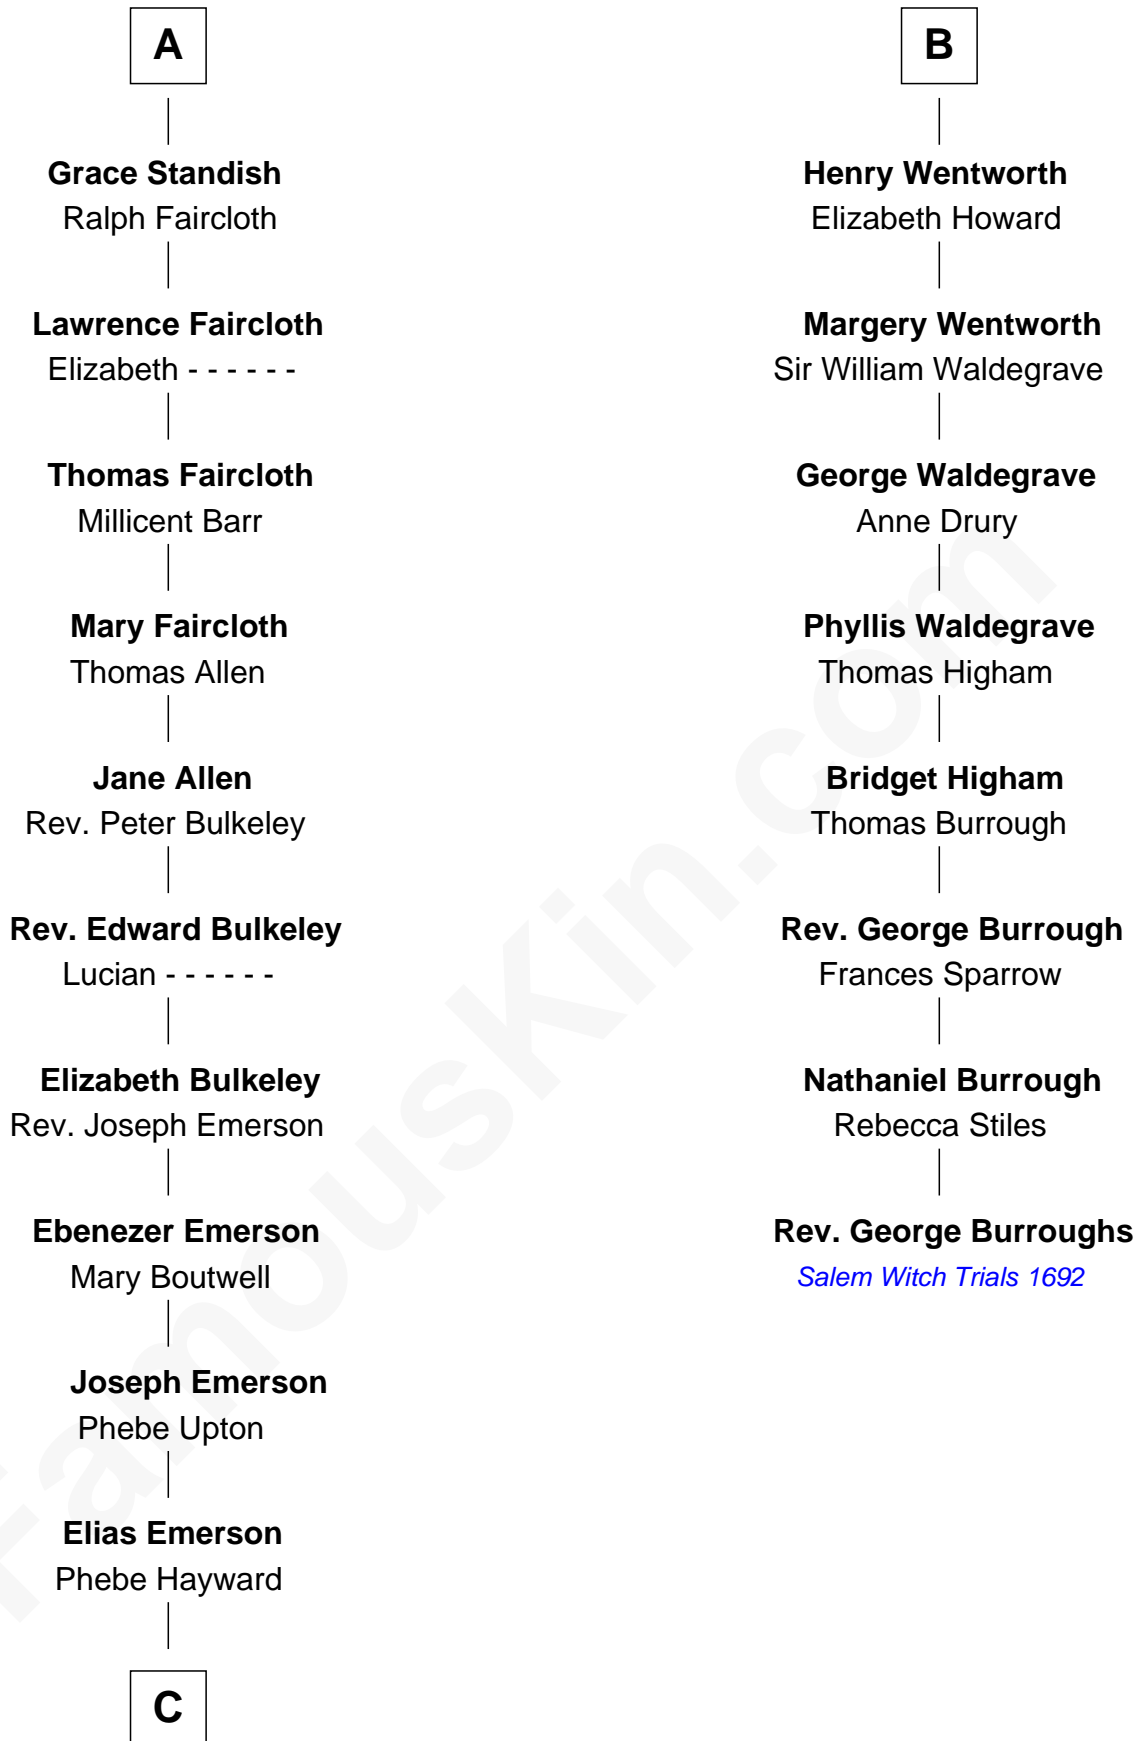 A
Grace Standish
Ralph Faircloth
Lawrence Faircloth
Elizabeth - - - - - -
Thomas Faircloth
Millicent Barr
Mary Faircloth
Thomas Allen
Jane Allen
Rev. Peter Bulkeley
Rev. Edward Bulkeley
Lucian - - - - - -
Elizabeth Bulkeley
Rev. Joseph Emerson
Ebenezer Emerson
Mary Boutwell
Joseph Emerson
Phebe Upton
Elias Emerson
Phebe Hayward
C
B
Henry Wentworth
Elizabeth Howard
Margery Wentworth
Sir William Waldegrave
George Waldegrave
Anne Drury
Phyllis Waldegrave
Thomas Higham
Bridget Higham
Thomas Burrough
Rev. George Burrough
Frances Sparrow
Nathaniel Burrough
Rebecca Stiles
Rev. George Burroughs
Salem Witch Trials 1692
FamousKin.com